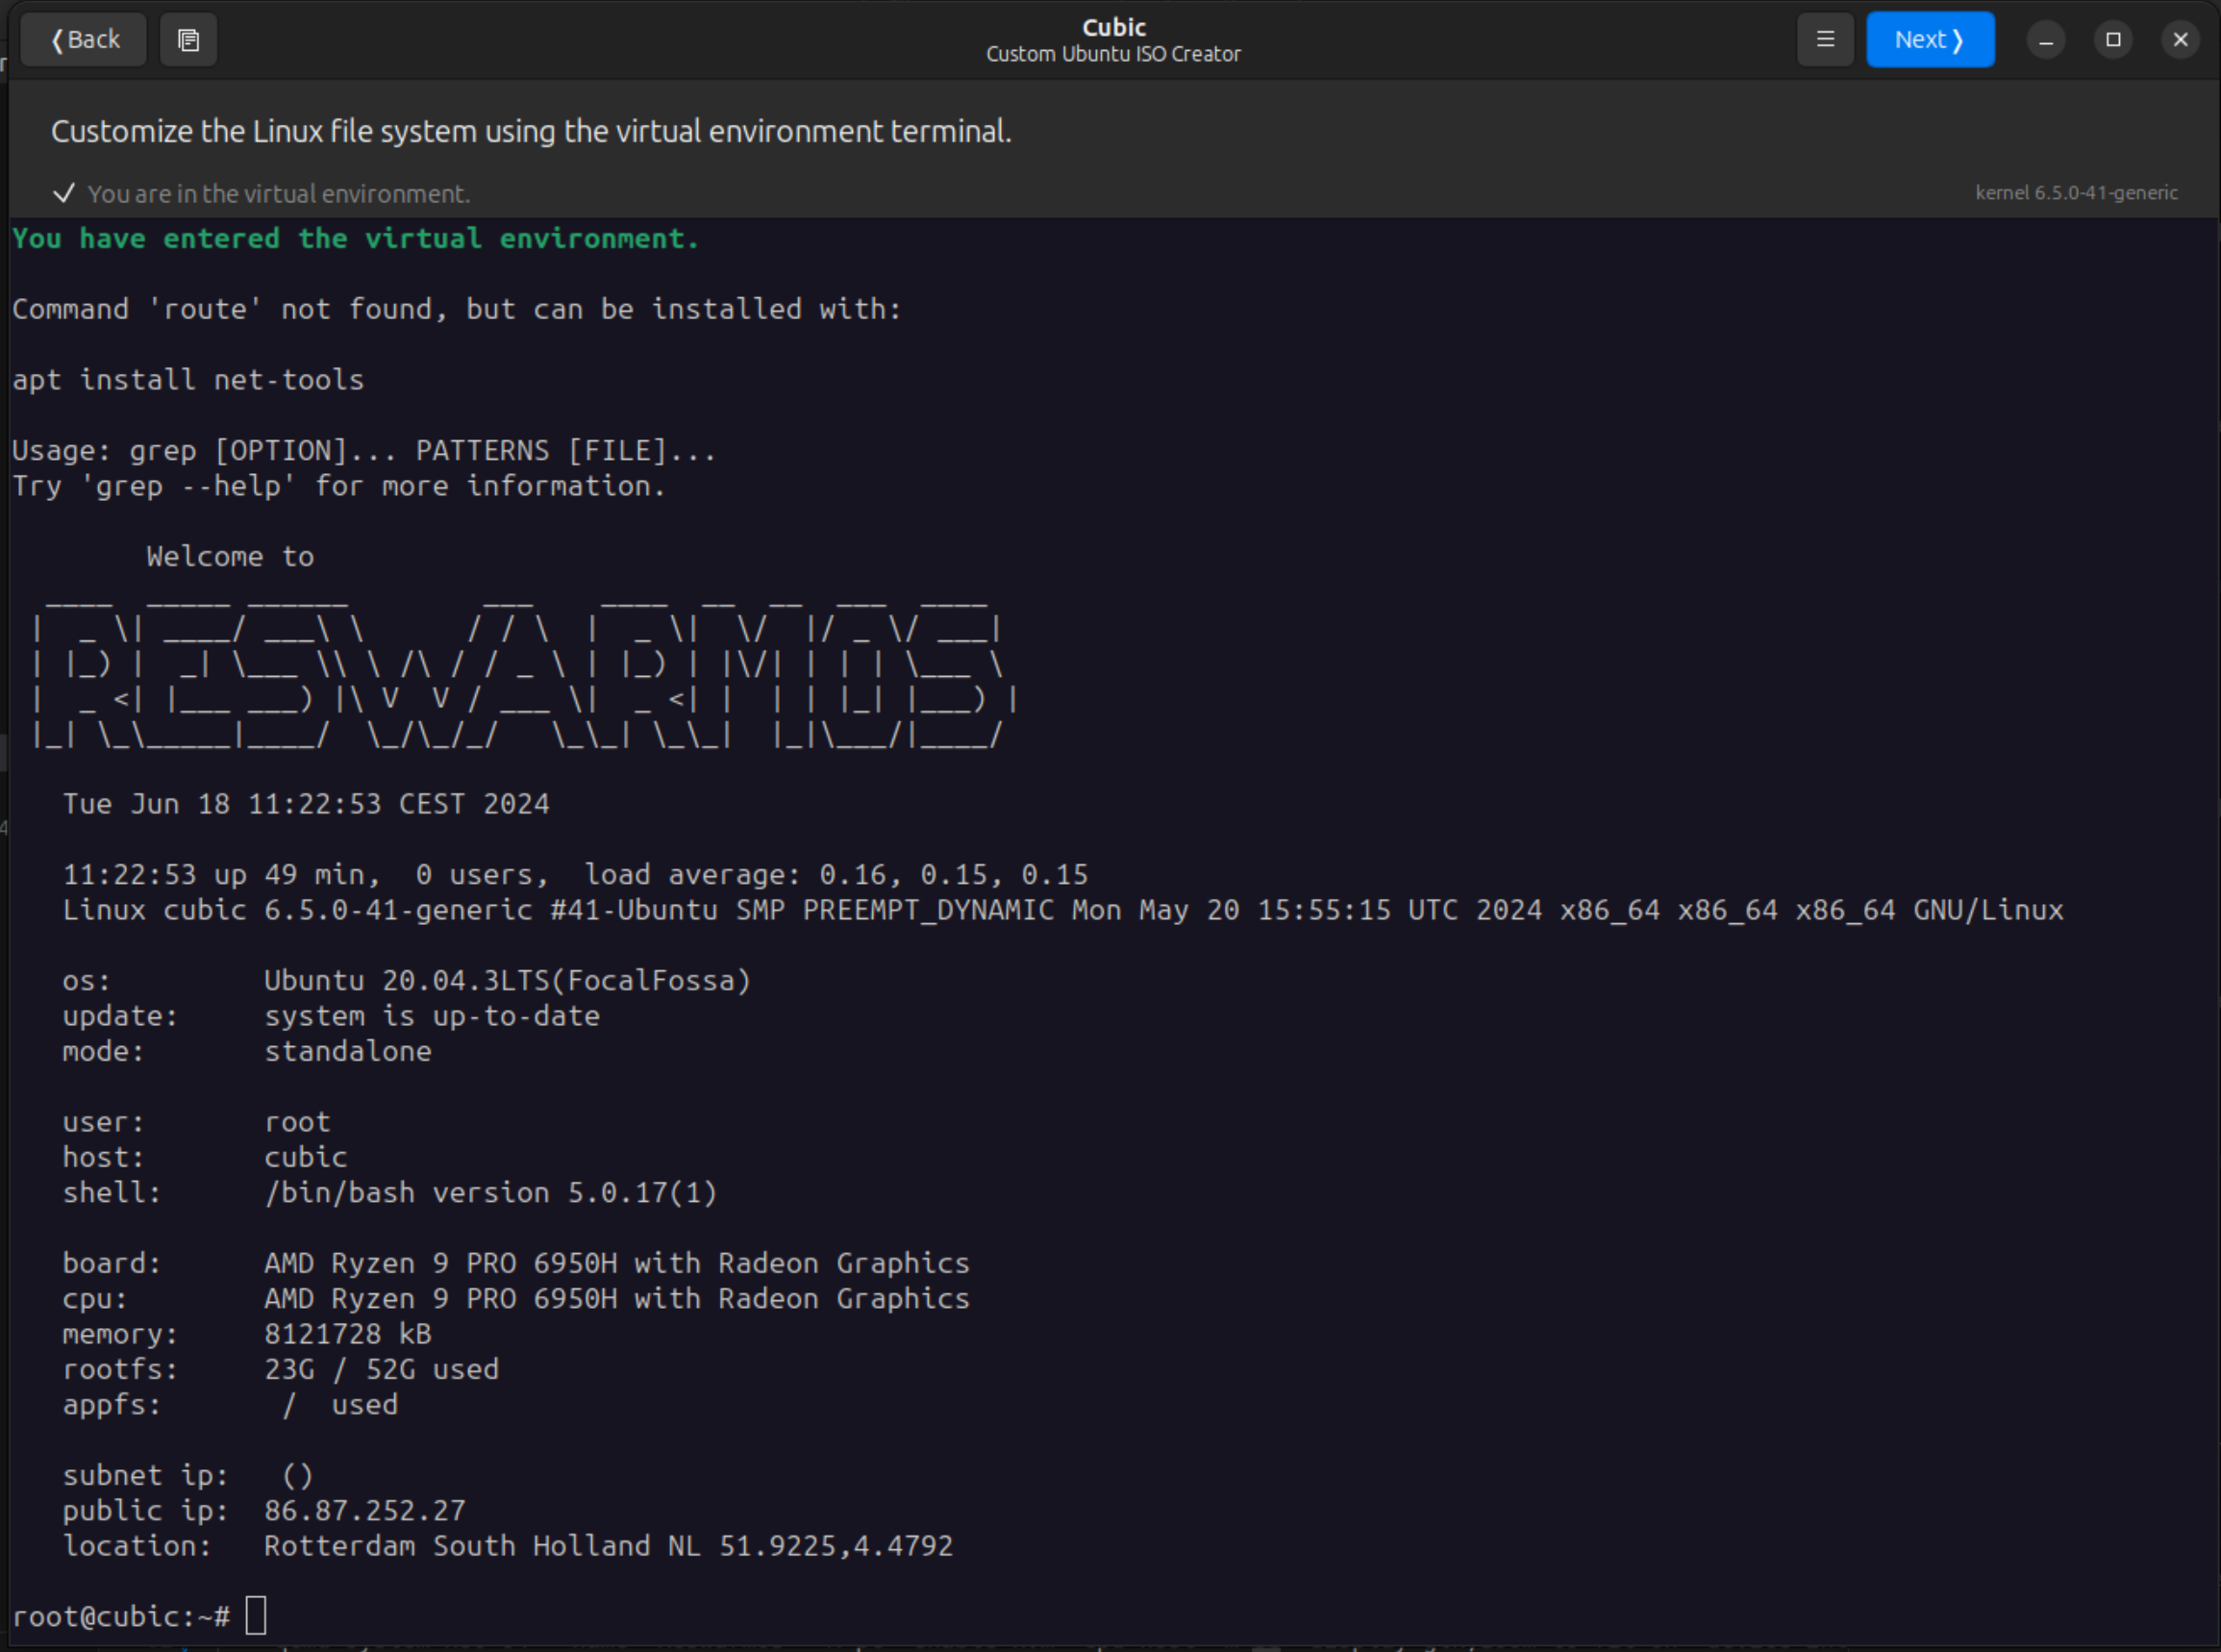 Back
Cubic
Custom Ubuntu ISO Creator
Next
Customize the Linux file system using the virtual environment terminal.
You are in the virtual environment.
kernel 6.5.0-41-generic
You have entered the virtual environment.
Command 'route' not found, but can be installed with:
apt install net-tools
Usage: grep [OPTION]... PATTERNS [FILE]...
Try 'grep --help' for more information.
Welcome to
RESWARMOS
Tue Jun 18 11:22:53 CEST 2024
11:22:53 up 49 min,  0 users,  load average: 0.16, 0.15, 0.15
Linux cubic 6.5.0-41-generic #41-Ubuntu SMP PREEMPT_DYNAMIC Mon May 20 15:55:15 UTC 2024 x86_64 x86_64 x86_64 GNU/Linux
os: Ubuntu 20.04.3LTS(FocalFossa)
update: system is up-to-date
mode: standalone
user: root
host: cubic
shell: /bin/bash version 5.0.17(1)
board: AMD Ryzen 9 PRO 6950H with Radeon Graphics
cpu: AMD Ryzen 9 PRO 6950H with Radeon Graphics
memory: 8121728 kB
rootfs: 23G / 52G used
appfs: / used
subnet ip: ()
public ip: 86.87.252.27
location: Rotterdam South Holland NL 51.9225,4.4792
root@cubic:~#